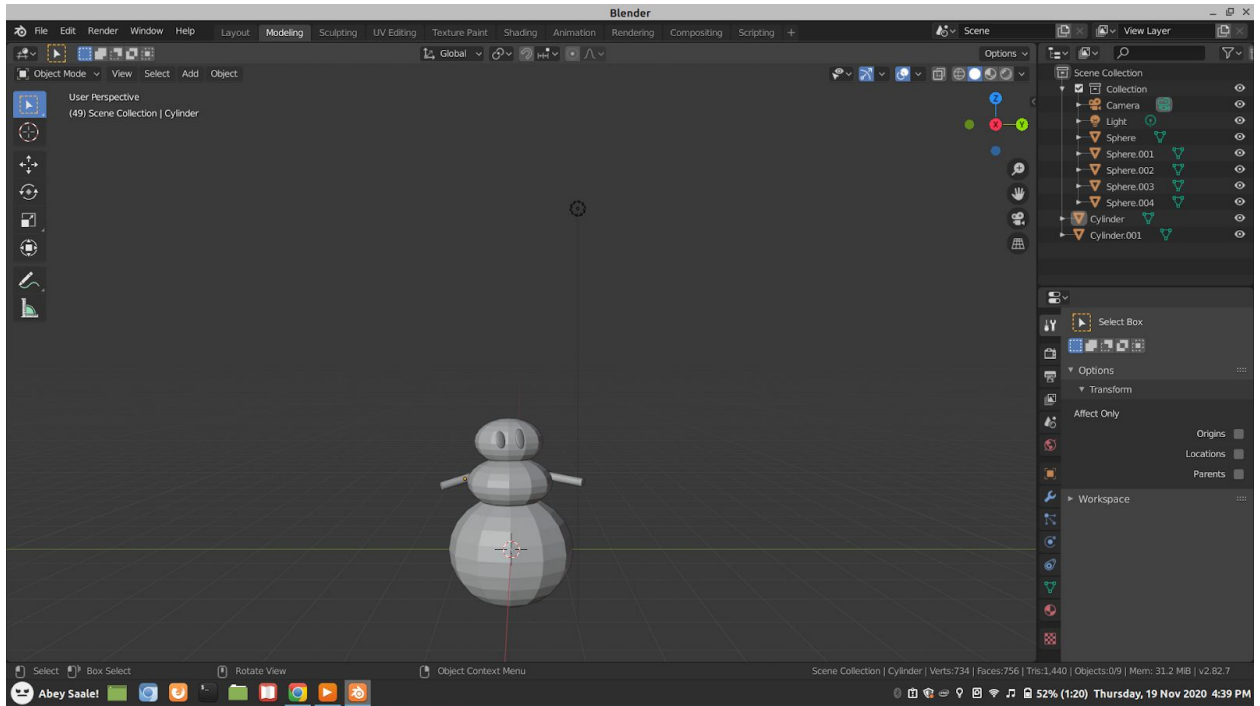 Blender
File Edit Render Window Help Layout Modeling Sculpting UV Editing Texture Paint Shading Animation Rendering Compositing Scripting + Scene View Layer
Global Options
Object Mode View Select Add Object
User Perspective
(49) Scene Collection | Cylinder
Z
X Y
Scene Collection
Collection
Camera
Light
Sphere
Sphere.001
Sphere.002
Sphere.003
Sphere.004
Cylinder
Cylinder.001
Select Box
Options
Transform
Affect Only
Origins
Locations
Parents
Workspace
Select Box Select Rotate View Object Context Menu Scene Collection | Cylinder | Verts:734 | Faces:756 | Tris:1,440 | Objects:0/9 | Mem: 31.2 MiB | v2.82.7
Abey Saale! 52% (1:20) Thursday, 19 Nov 2020 4:39 PM